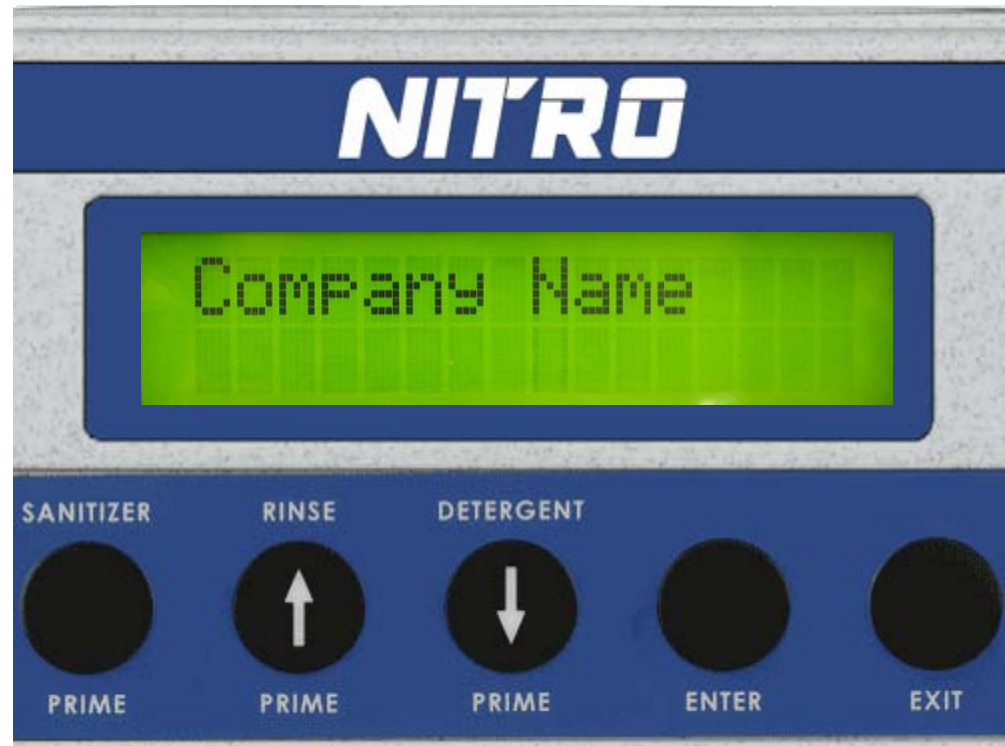 NITRO
Company Name
SANITIZER RINSE DETERGENT
PRIME PRIME PRIME ENTER EXIT